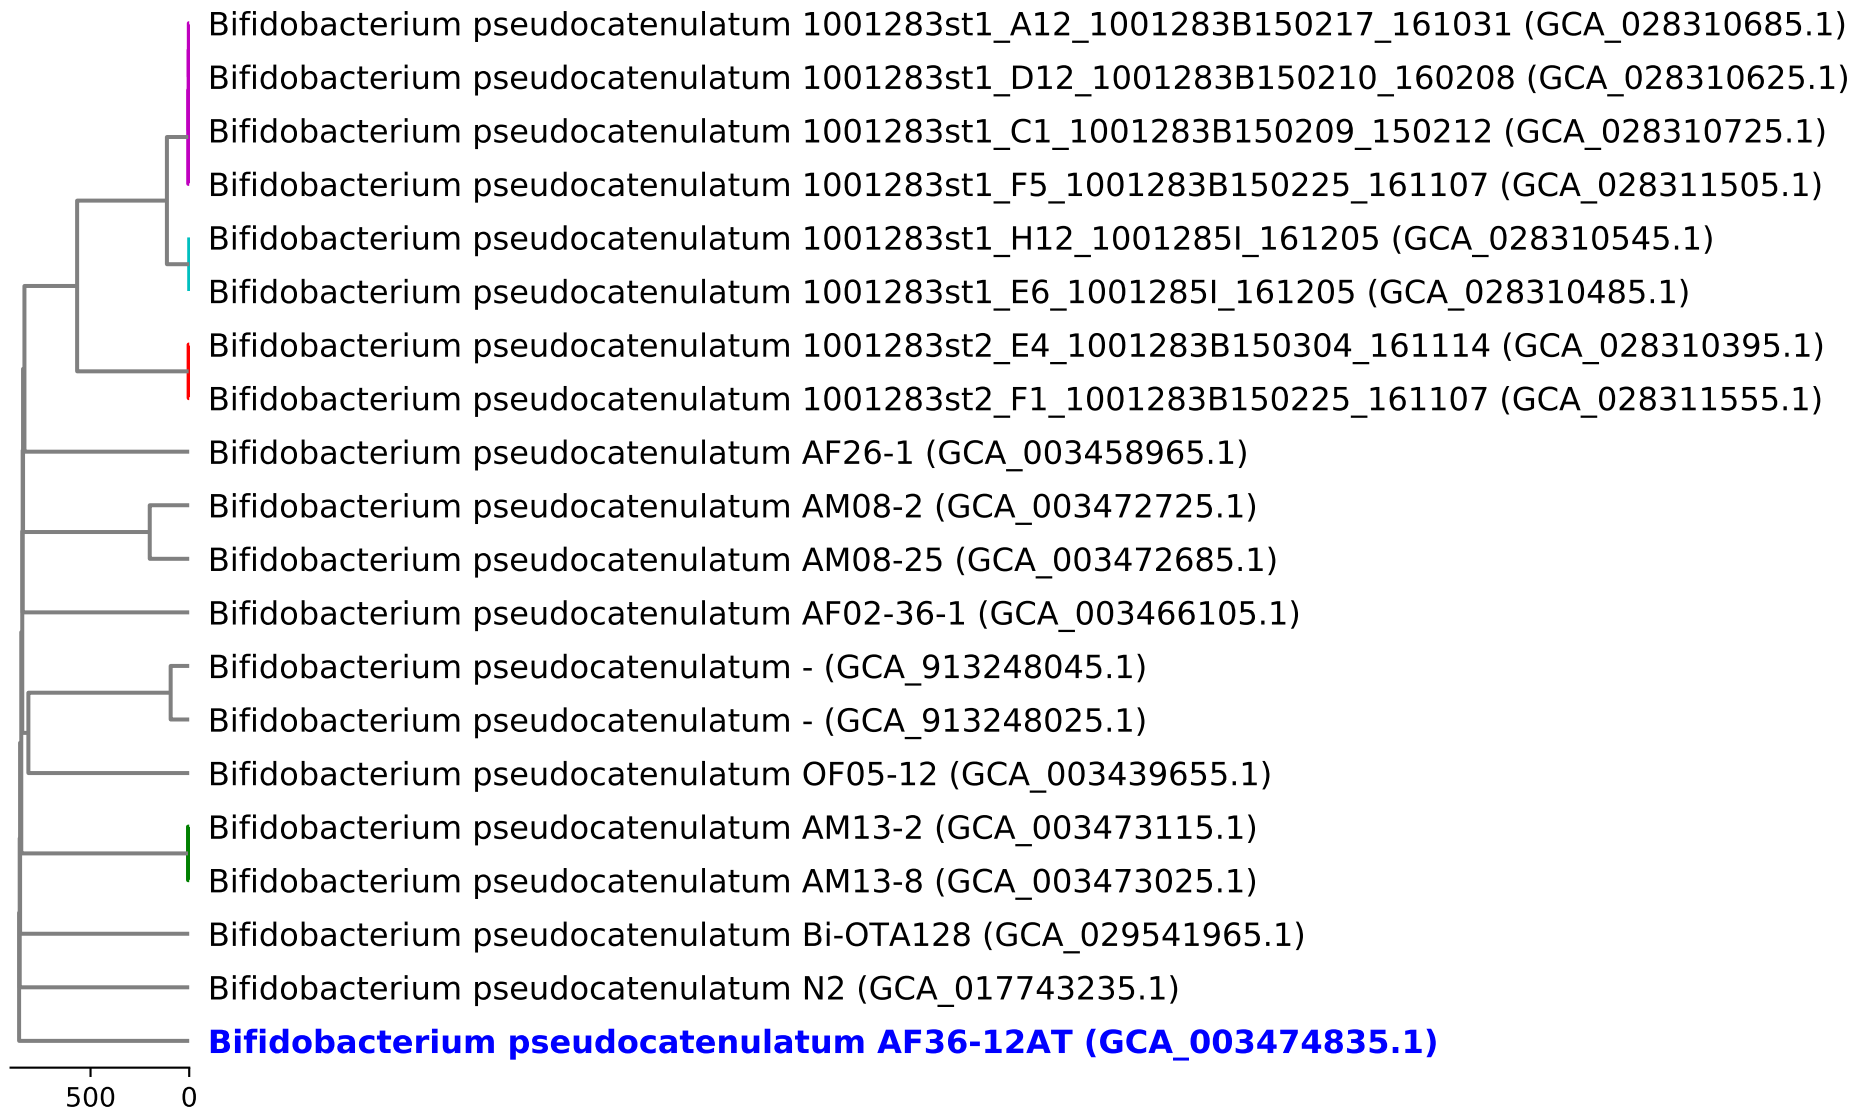 Bifidobacterium pseudocatenulatum 1001283st1_A12_1001283B150217_161031 (GCA_028310685.1)
Bifidobacterium pseudocatenulatum 1001283st1_D12_1001283B150210_160208 (GCA_028310625.1)
Bifidobacterium pseudocatenulatum 1001283st1_C1_1001283B150209_150212 (GCA_028310725.1)
Bifidobacterium pseudocatenulatum 1001283st1_F5_1001283B150225_161107 (GCA_028311505.1)
Bifidobacterium pseudocatenulatum 1001283st1_H12_1001285I_161205 (GCA_028310545.1)
Bifidobacterium pseudocatenulatum 1001283st1_E6_1001285I_161205 (GCA_028310485.1)
Bifidobacterium pseudocatenulatum 1001283st2_E4_1001283B150304_161114 (GCA_028310395.1)
Bifidobacterium pseudocatenulatum 1001283st2_F1_1001283B150225_161107 (GCA_028311555.1)
Bifidobacterium pseudocatenulatum AF26-1 (GCA_003458965.1)
Bifidobacterium pseudocatenulatum AM08-2 (GCA_003472725.1)
Bifidobacterium pseudocatenulatum AM08-25 (GCA_003472685.1)
Bifidobacterium pseudocatenulatum AF02-36-1 (GCA_003466105.1)
Bifidobacterium pseudocatenulatum - (GCA_913248045.1)
Bifidobacterium pseudocatenulatum - (GCA_913248025.1)
Bifidobacterium pseudocatenulatum OF05-12 (GCA_003439655.1)
Bifidobacterium pseudocatenulatum AM13-2 (GCA_003473115.1)
Bifidobacterium pseudocatenulatum AM13-8 (GCA_003473025.1)
Bifidobacterium pseudocatenulatum Bi-OTA128 (GCA_029541965.1)
Bifidobacterium pseudocatenulatum N2 (GCA_017743235.1)
Bifidobacterium pseudocatenulatum AF36-12AT (GCA_003474835.1)
500 0